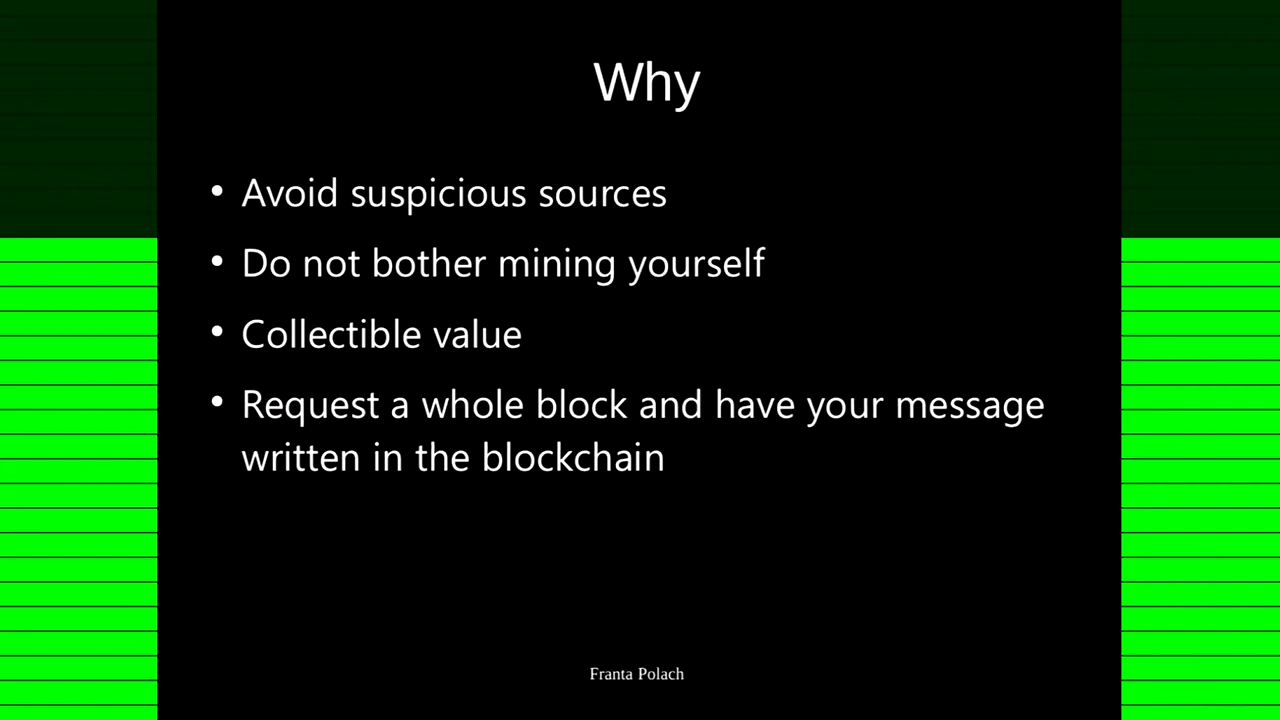 Why
• Avoid suspicious sources
• Do not bother mining yourself
• Collectible value
• Request a whole block and have your message
written in the blockchain
Franta Polach